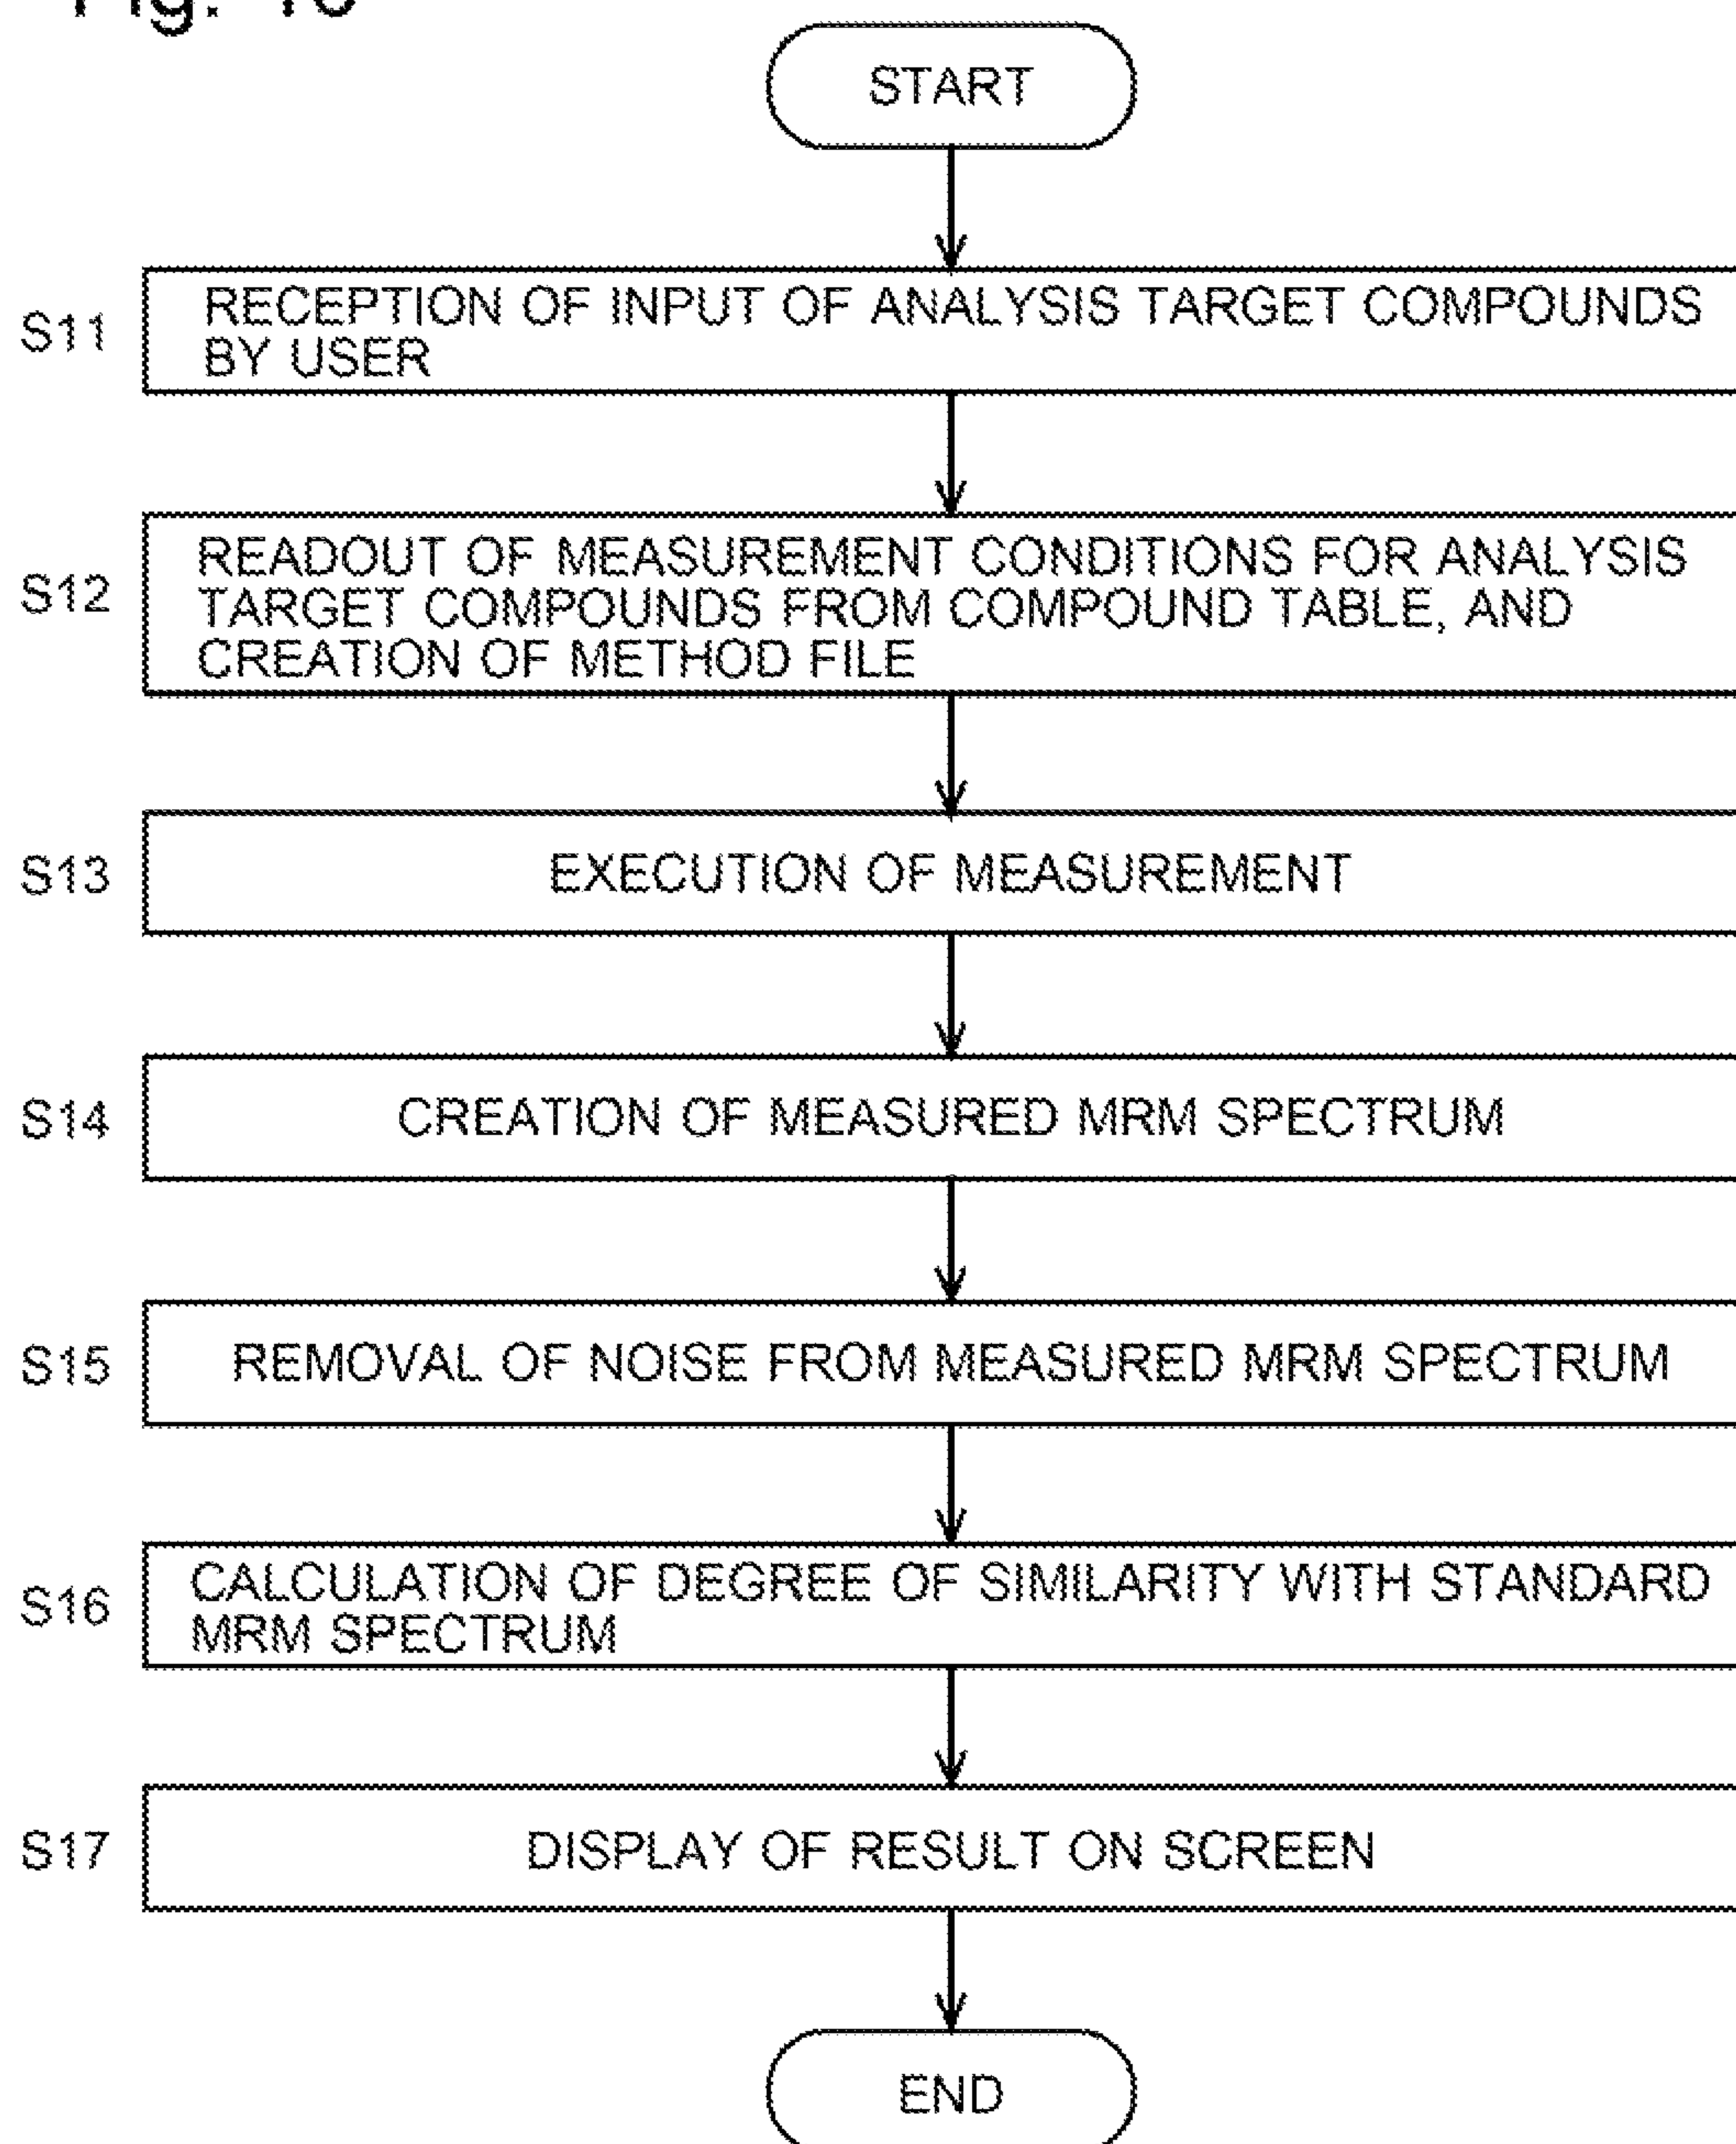 Fig.
START
S11
RECEPTION OF INPUT OF ANALYSIS TARGET COMPOUNDS
BY USER
S12
READOUT OF MEASUREMENT CONDITIONS FOR ANALYSIS
TARGET COMPOUNDS FROM COMPOUND TABLE, AND
CREATION OF METHOD FILE
S13
EXECUTION OF MEASUREMENT
S14
CREATION OF MEASURED MRM SPECTRUM
S15
REMOVAL OF NOISE FROM MEASURED MRM SPECTRUM
S16
CALCULATION OF DEGREE OF SIMILARITY WITH STANDARD
MRM SPECTRUM
S17
DISPLAY OF RESULT ON SCREEN
END